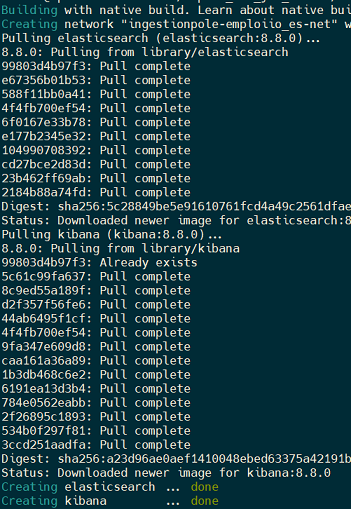 Building with native build. Learn about native bui
Creating network "ingestionpole-emploiio_es-net" w
Pulling elasticsearch (elasticsearch:8.8.0)...
8.8.0: Pulling from library/elasticsearch
99803d4b97f3: Pull complete
e67356b01b53: Pull complete
588f11bb0a41: Pull complete
4f4fb700ef54: Pull complete
6f0167e33b78: Pull complete
e177b2345e32: Pull complete
104990708392: Pull complete
cd27bce2d83d: Pull complete
23b462ff69ab: Pull complete
2184b88a74fd: Pull complete
Digest: sha256:5c28849be5e91610761fcd4a49c2561dfae
Status: Downloaded newer image for elasticsearch:8
Pulling kibana (kibana:8.8.0)...
8.8.0: Pulling from library/kibana
99803d4b97f3: Already exists
5c61c99fa637: Pull complete
8c9ed55a189f: Pull complete
d2f357f56fe6: Pull complete
44ab6495f1cf: Pull complete
4f4fb700ef54: Pull complete
9fa347e609d8: Pull complete
caa161a36a89: Pull complete
1b3db468c6e2: Pull complete
6191ea13d3b4: Pull complete
784e0562eabb: Pull complete
2f26895c1893: Pull complete
534b0f297f81: Pull complete
3ccd251aadfa: Pull complete
Digest: sha256:a23d96ae0aef1410048ebed63375a42191b
Status: Downloaded newer image for kibana:8.8.0
Creating elasticsearch ... done
Creating kibana ... done